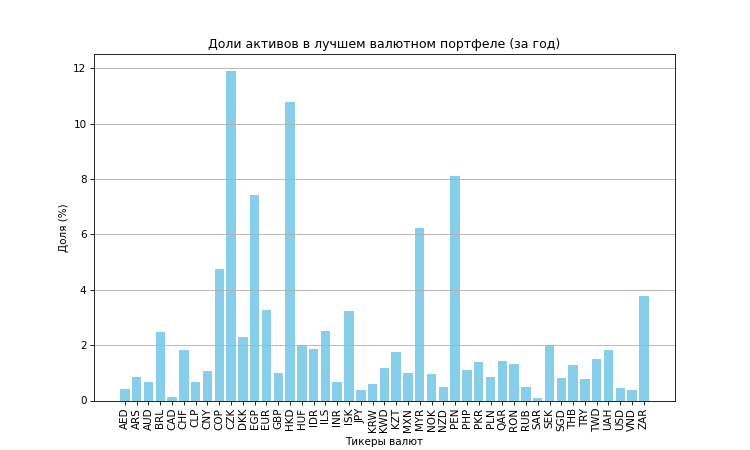 Доли активов в лучшем валютном портфеле (за год)
Доля (%)
12
10
8
6
4
2
0
AED
ARS
AUD
BRL
CAD
CHF
CLP
CNY
COP
CZK
DKK
EGP
EUR
GBP
HKD
HUF
IDR
ILS
INR
ISK
JPY
KRW
KWD
KZT
MXN
MYR
NOK
NZD
PEN
PHP
PKR
PLN
QAR
RON
RUB
SAR
SEK
SGD
THB
TRY
TWD
UAH
USD
VND
ZAR
Тикеры валют